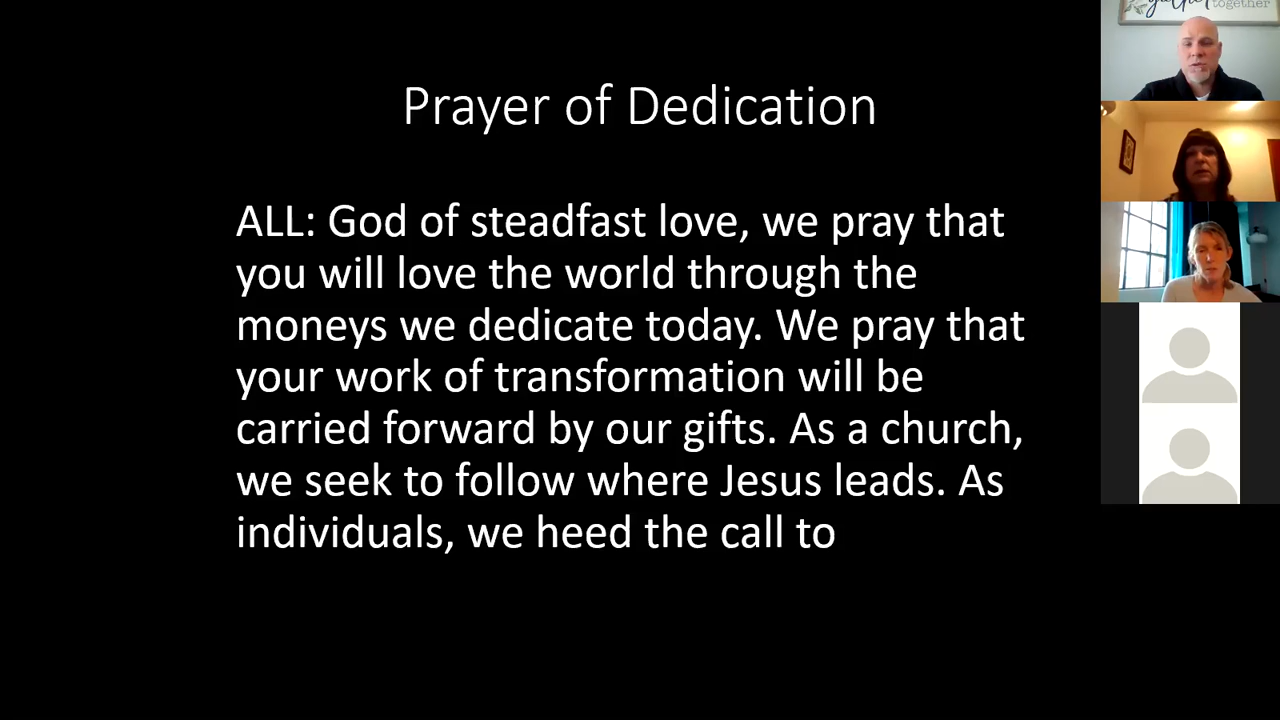 together
Prayer of Dedication
ALL: God of steadfast love, we pray that
you will love the world through the
moneys we dedicate today. We pray that
your work of transformation will be
carried forward by our gifts. As a church,
we seek to follow where Jesus leads. As
individuals, we heed the call to